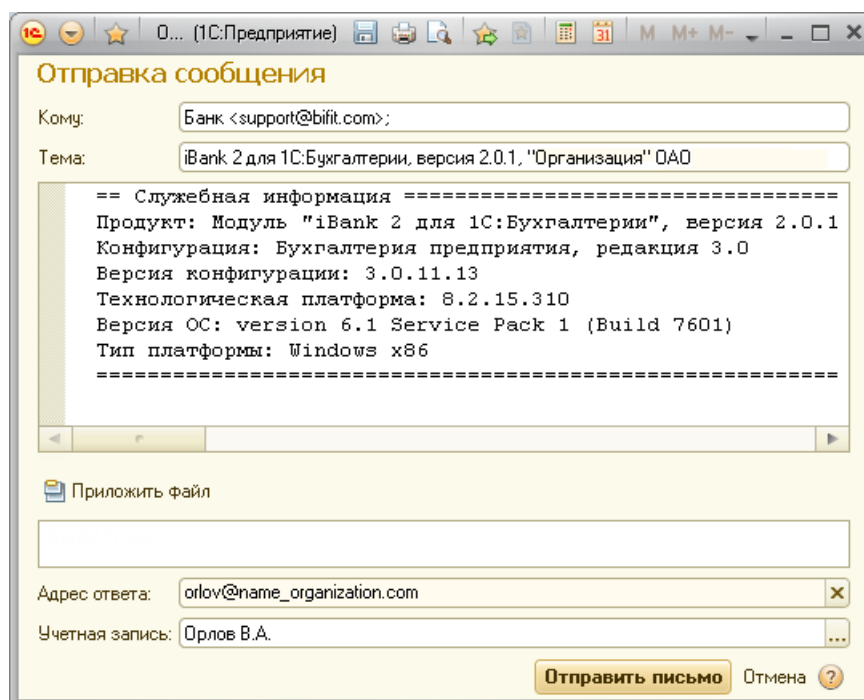 О... (1С:Предприятие) 31 M M+ M-
Отправка сообщения
Кому: Банк <support@bifit.com>;
Тема: iBank 2 для 1С:Бухгалтерии, версия 2.0.1, "Организация" ОАО
== Служебная информация ==================================
Продукт: Модуль "iBank 2 для 1С:Бухгалтерии", версия 2.0.1
Конфигурация: Бухгалтерия предприятия, редакция 3.0
Версия конфигурации: 3.0.11.13
Технологическая платформа: 8.2.15.310
Версия ОС: version 6.1 Service Pack 1 (Build 7601)
Тип платформы: Windows x86
==========================================================
Приложить файл
Адрес ответа: orlov@name_organization.com
Учетная запись: Орлов В.А. ...
Отправить письмо Отмена ?